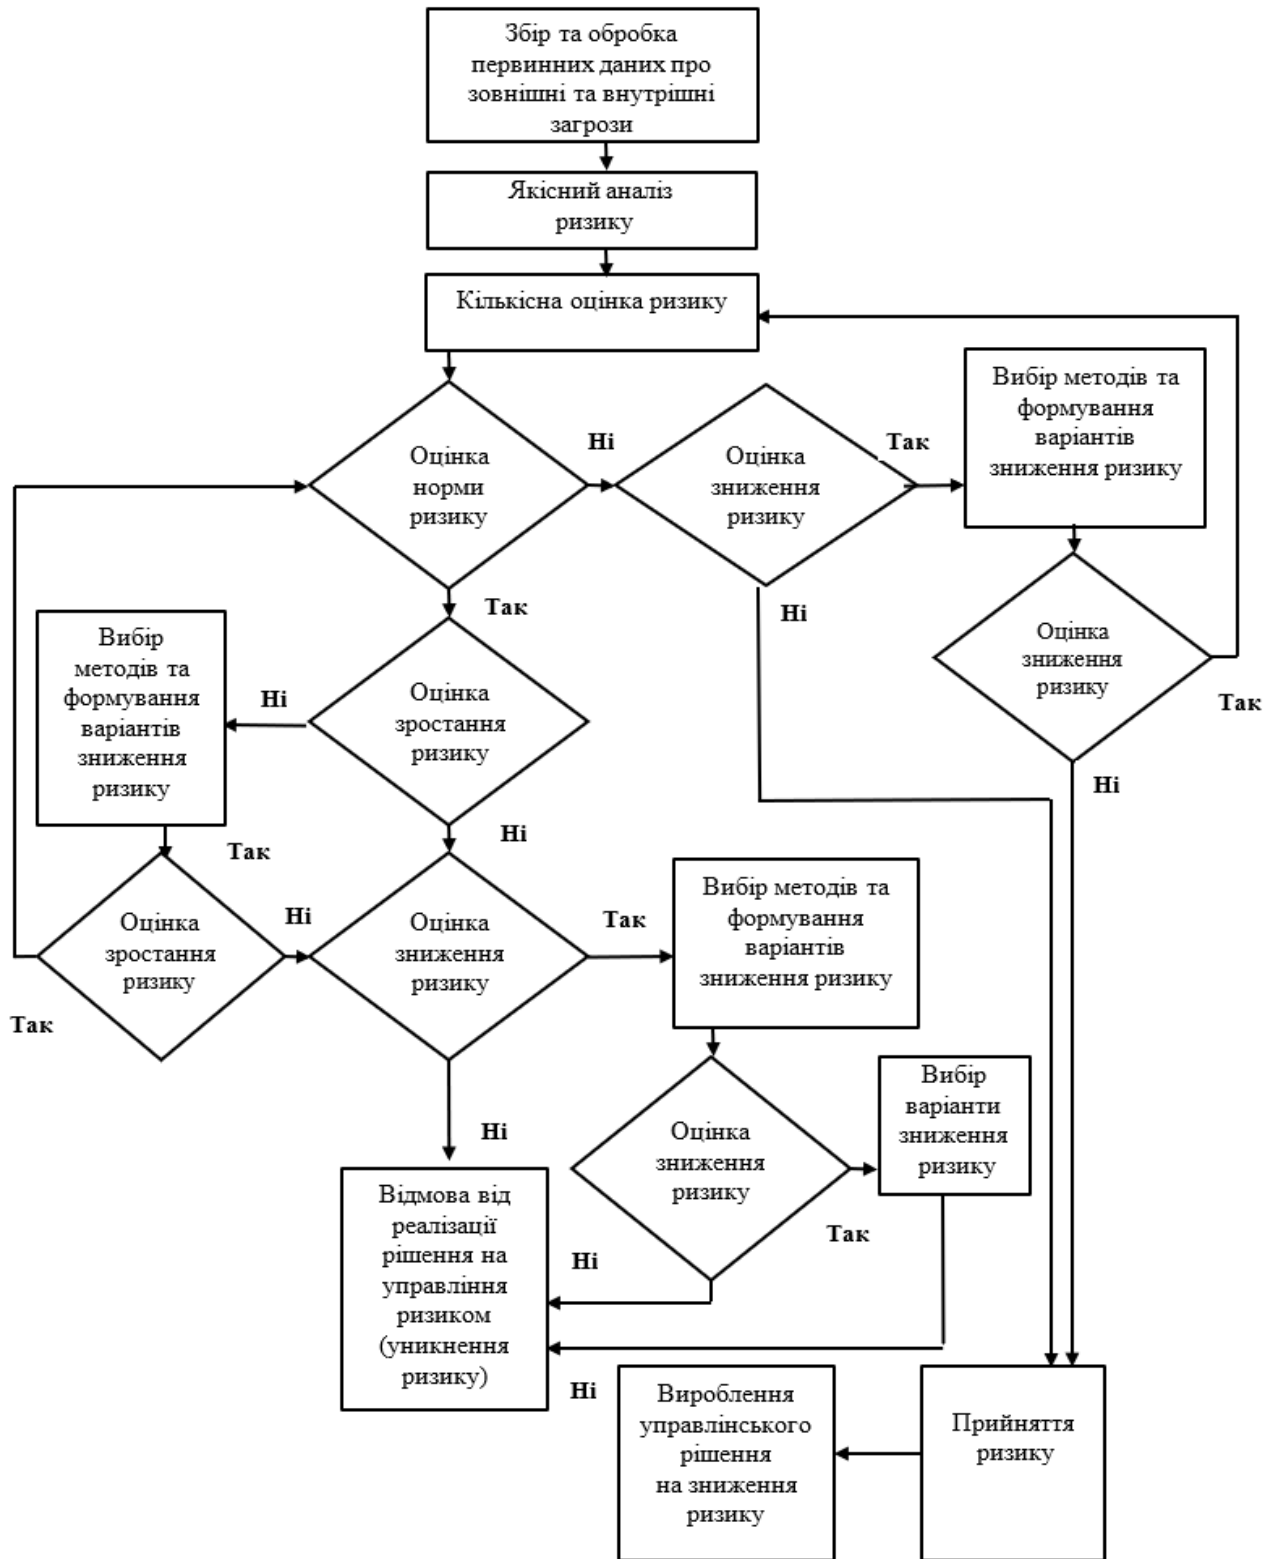 Збір та обробка
первинних даних про
зовнішні та внутрішні
загрози
Якісний аналіз
ризику
Кількісна оцінка ризику
Оцінка
норми
ризику
Ні
Оцінка
зниження
ризику
Так
Вибір методів та
формування
варіантів
зниження ризику
Так
Ні
Оцінка
зниження
ризику
Так
Ні
Вибір
методів та
формування
варіантів
зниження
ризику
Ні
Оцінка
зростання
ризику
Ні
Так
Оцінка
зростання
ризику
Так
Ні
Оцінка
зниження
ризику
Так
Вибір методів та
формування
варіантів
зниження ризику
Ні
Оцінка
зниження
ризику
Так
Вибір
варіанти
зниження
ризику
Відмова від
реалізації
рішення на
управління
ризиком
(уникнення
ризику)
Ні
Ні
Вироблення
управлінського
рішення
на зниження
ризику
Прийняття
ризику